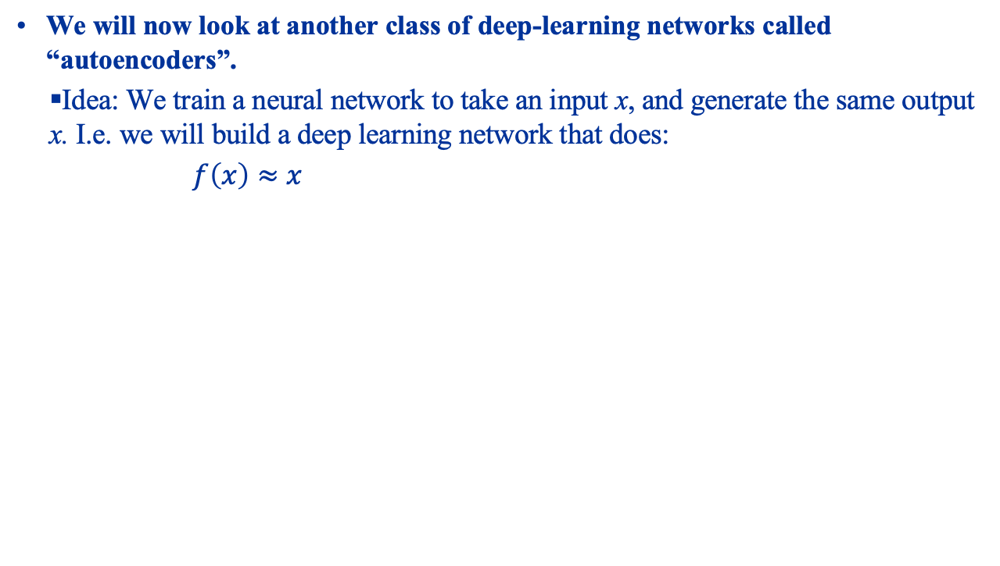 • We will now look at another class of deep-learning networks called
“autoencoders”.
▪Idea: We train a neural network to take an input x, and generate the same output
x. I.e. we will build a deep learning network that does:
f(x) ≈ x